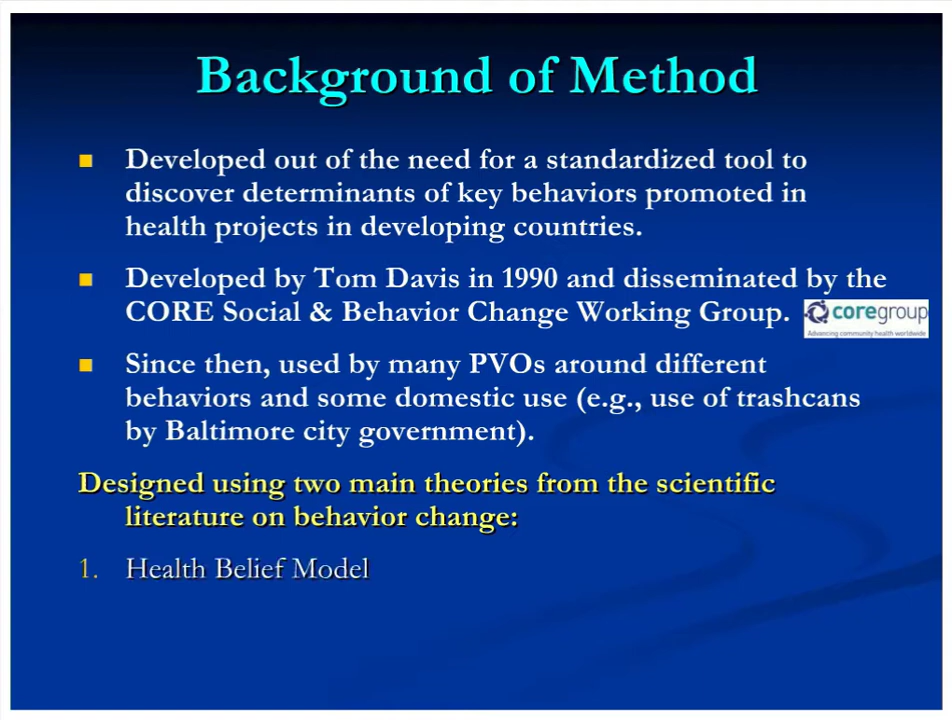 Background of Method
Developed out of the need for a standardized tool to
discover determinants of key behaviors promoted in
health projects in developing countries.
Developed by Tom Davis in 1990 and disseminated by the
CORE Social & Behavior Change Working Group.
coregroup
Advancing community health worldwide
Since then, used by many PVOs around different
behaviors and some domestic use (e.g., use of trashcans
by Baltimore city government).
Designed using two main theories from the scientific
literature on behavior change:
1. Health Belief Model